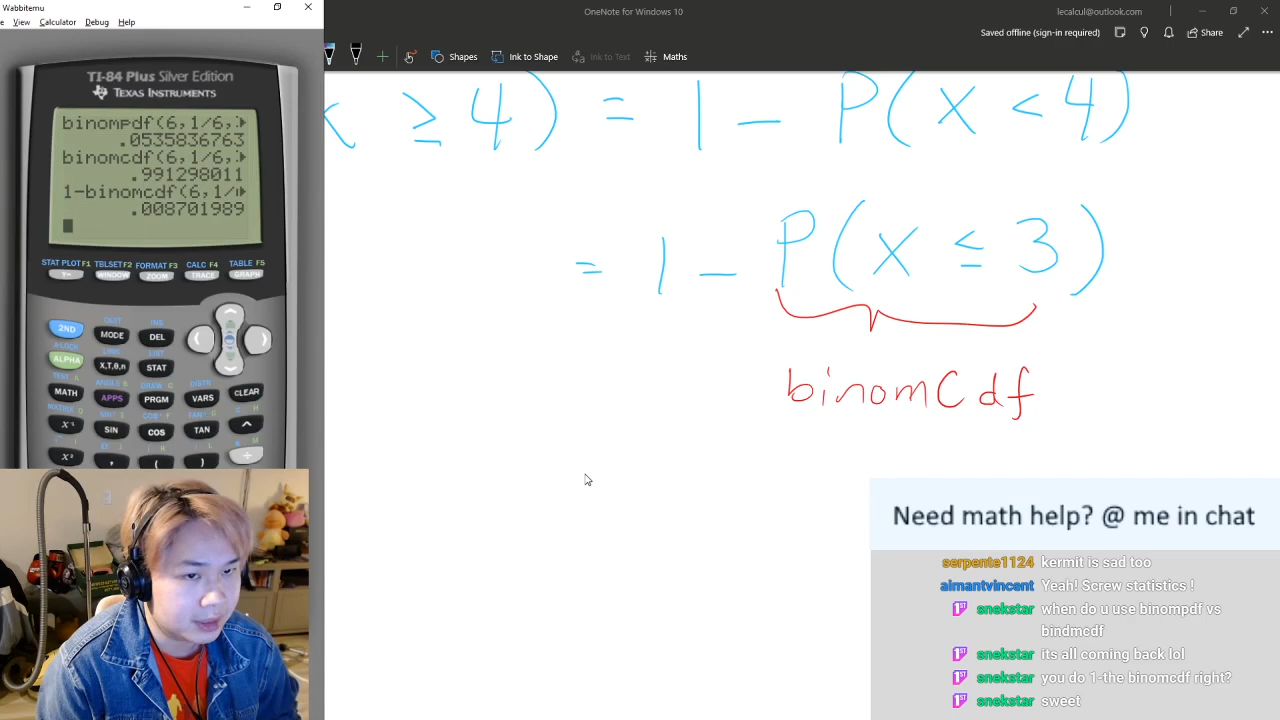 Wabbitemu
OneNote for Windows 10
lecalcul@outlook.com
e View Calculator Debug Help
Saved offline (sign-in required)
Share
Shapes
Ink to Shape
Ink to Text
Maths
TI-84 Plus Silver Edition
TEXAS INSTRUMENTS
binompdf(6,1/6,
.0535836763
binomcdf(6,1/6,
.991298011
1-binomcdf(6,1/
.008701989
STAT PLOT F1 TBLSET F2 FORMAT F3 CALC F4 TABLE F5
Y= WINDOW ZOOM TRACE GRAPH
2ND MODE DEL
ALPHA X,T,θ,n STAT
MATH APPS PRGM VARS CLEAR
X⁻¹ SIN COS TAN ^
X² , ( ) ÷
x ≥ 4) = 1 - P(x < 4)
= 1 - P(x ≤ 3)
binomCdf
Need math help? @ me in chat
serpente1124 kermit is sad too
aimantvincent Yeah! Screw statistics !
snekstar when do u use binompdf vs
bindmcdf
snekstar its all coming back lol
snekstar you do 1-the binomcdf right?
snekstar sweet